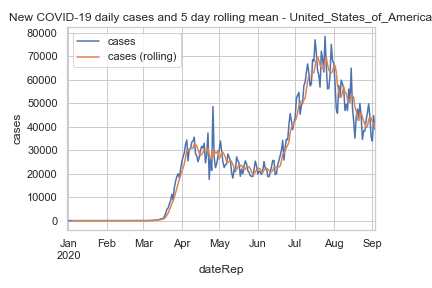 New COVID-19 daily cases and 5 day rolling mean - United_States_of_America
80000
70000
60000
50000
40000
30000
20000
10000
0
cases
cases
cases (rolling)
Jan Feb Mar Apr May Jun Jul Aug Sep
2020
dateRep